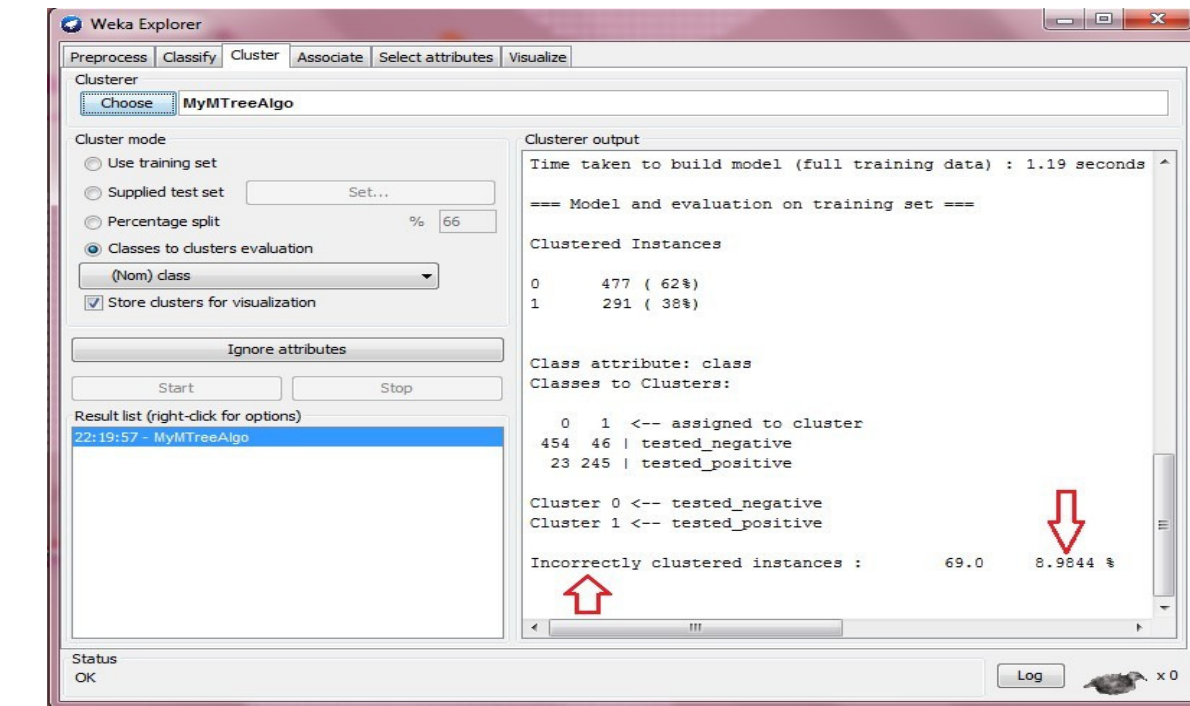 Weka Explorer
Preprocess Classify Cluster Associate Select attributes Visualize
Clusterer
Choose MyMTreeAlgo
Cluster mode
Use training set
Supplied test set Set...
Percentage split % 66
Classes to clusters evaluation
(Nom) class
Store clusters for visualization
Ignore attributes
Start Stop
Result list (right-click for options)
22:19:57 - MyMTreeAlgo
Clusterer output
Time taken to build model (full training data) : 1.19 seconds
=== Model and evaluation on training set ===
Clustered Instances
0 477 ( 62%)
1 291 ( 38%)
Class attribute: class
Classes to Clusters:
0 1 <-- assigned to cluster
454 46 | tested_negative
23 245 | tested_positive
Cluster 0 <-- tested_negative
Cluster 1 <-- tested_positive
Incorrectly clustered instances : 69.0 8.9844 %
Status
OK
Log x 0